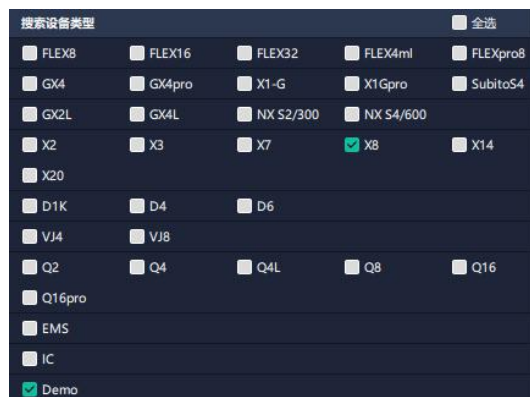 搜索设备类型 全选
FLEX8 FLEX16 FLEX32 FLEX4ml FLEXpro8
GX4 GX4pro X1-G X1Gpro SubitoS4
GX2L GX4L NX S2/300 NX S4/600
X2 X3 X7 X8 X14
X20
D1K D4 D6
VJ4 VJ8
Q2 Q4 Q4L Q8 Q16
Q16pro
EMS
IC
Demo